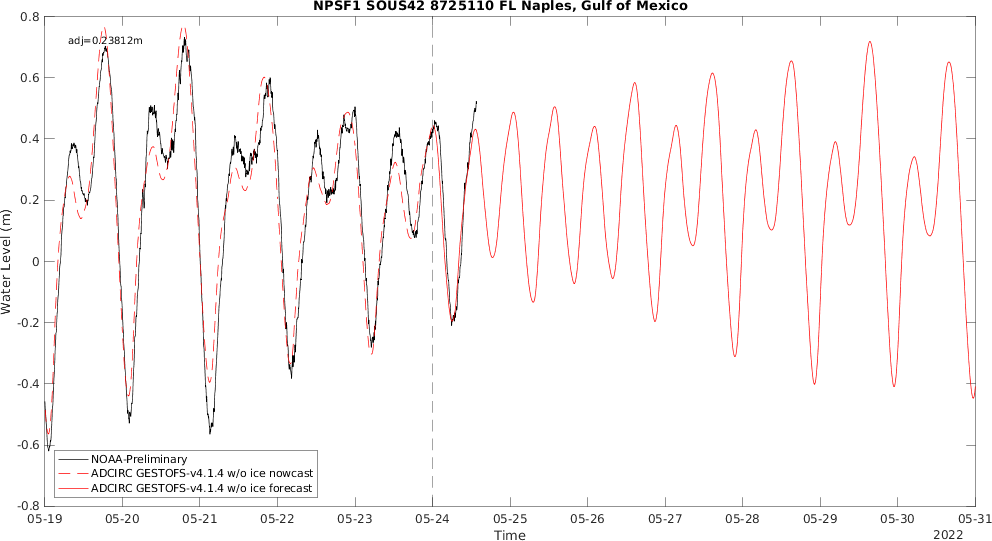 NPSF1 SOUS42 8725110 FL Naples, Gulf of Mexico
0.8
adj=0.23812m
0.6
0.4
0.2
0
-0.2
-0.4
-0.6
-0.8
Water Level (m)
NOAA-Preliminary
ADCIRC GESTOFS-v4.1.4 w/o ice nowcast
ADCIRC GESTOFS-v4.1.4 w/o ice forecast
05-19 05-20 05-21 05-22 05-23 05-24 05-25 05-26 05-27 05-28 05-29 05-30 05-31
Time
2022